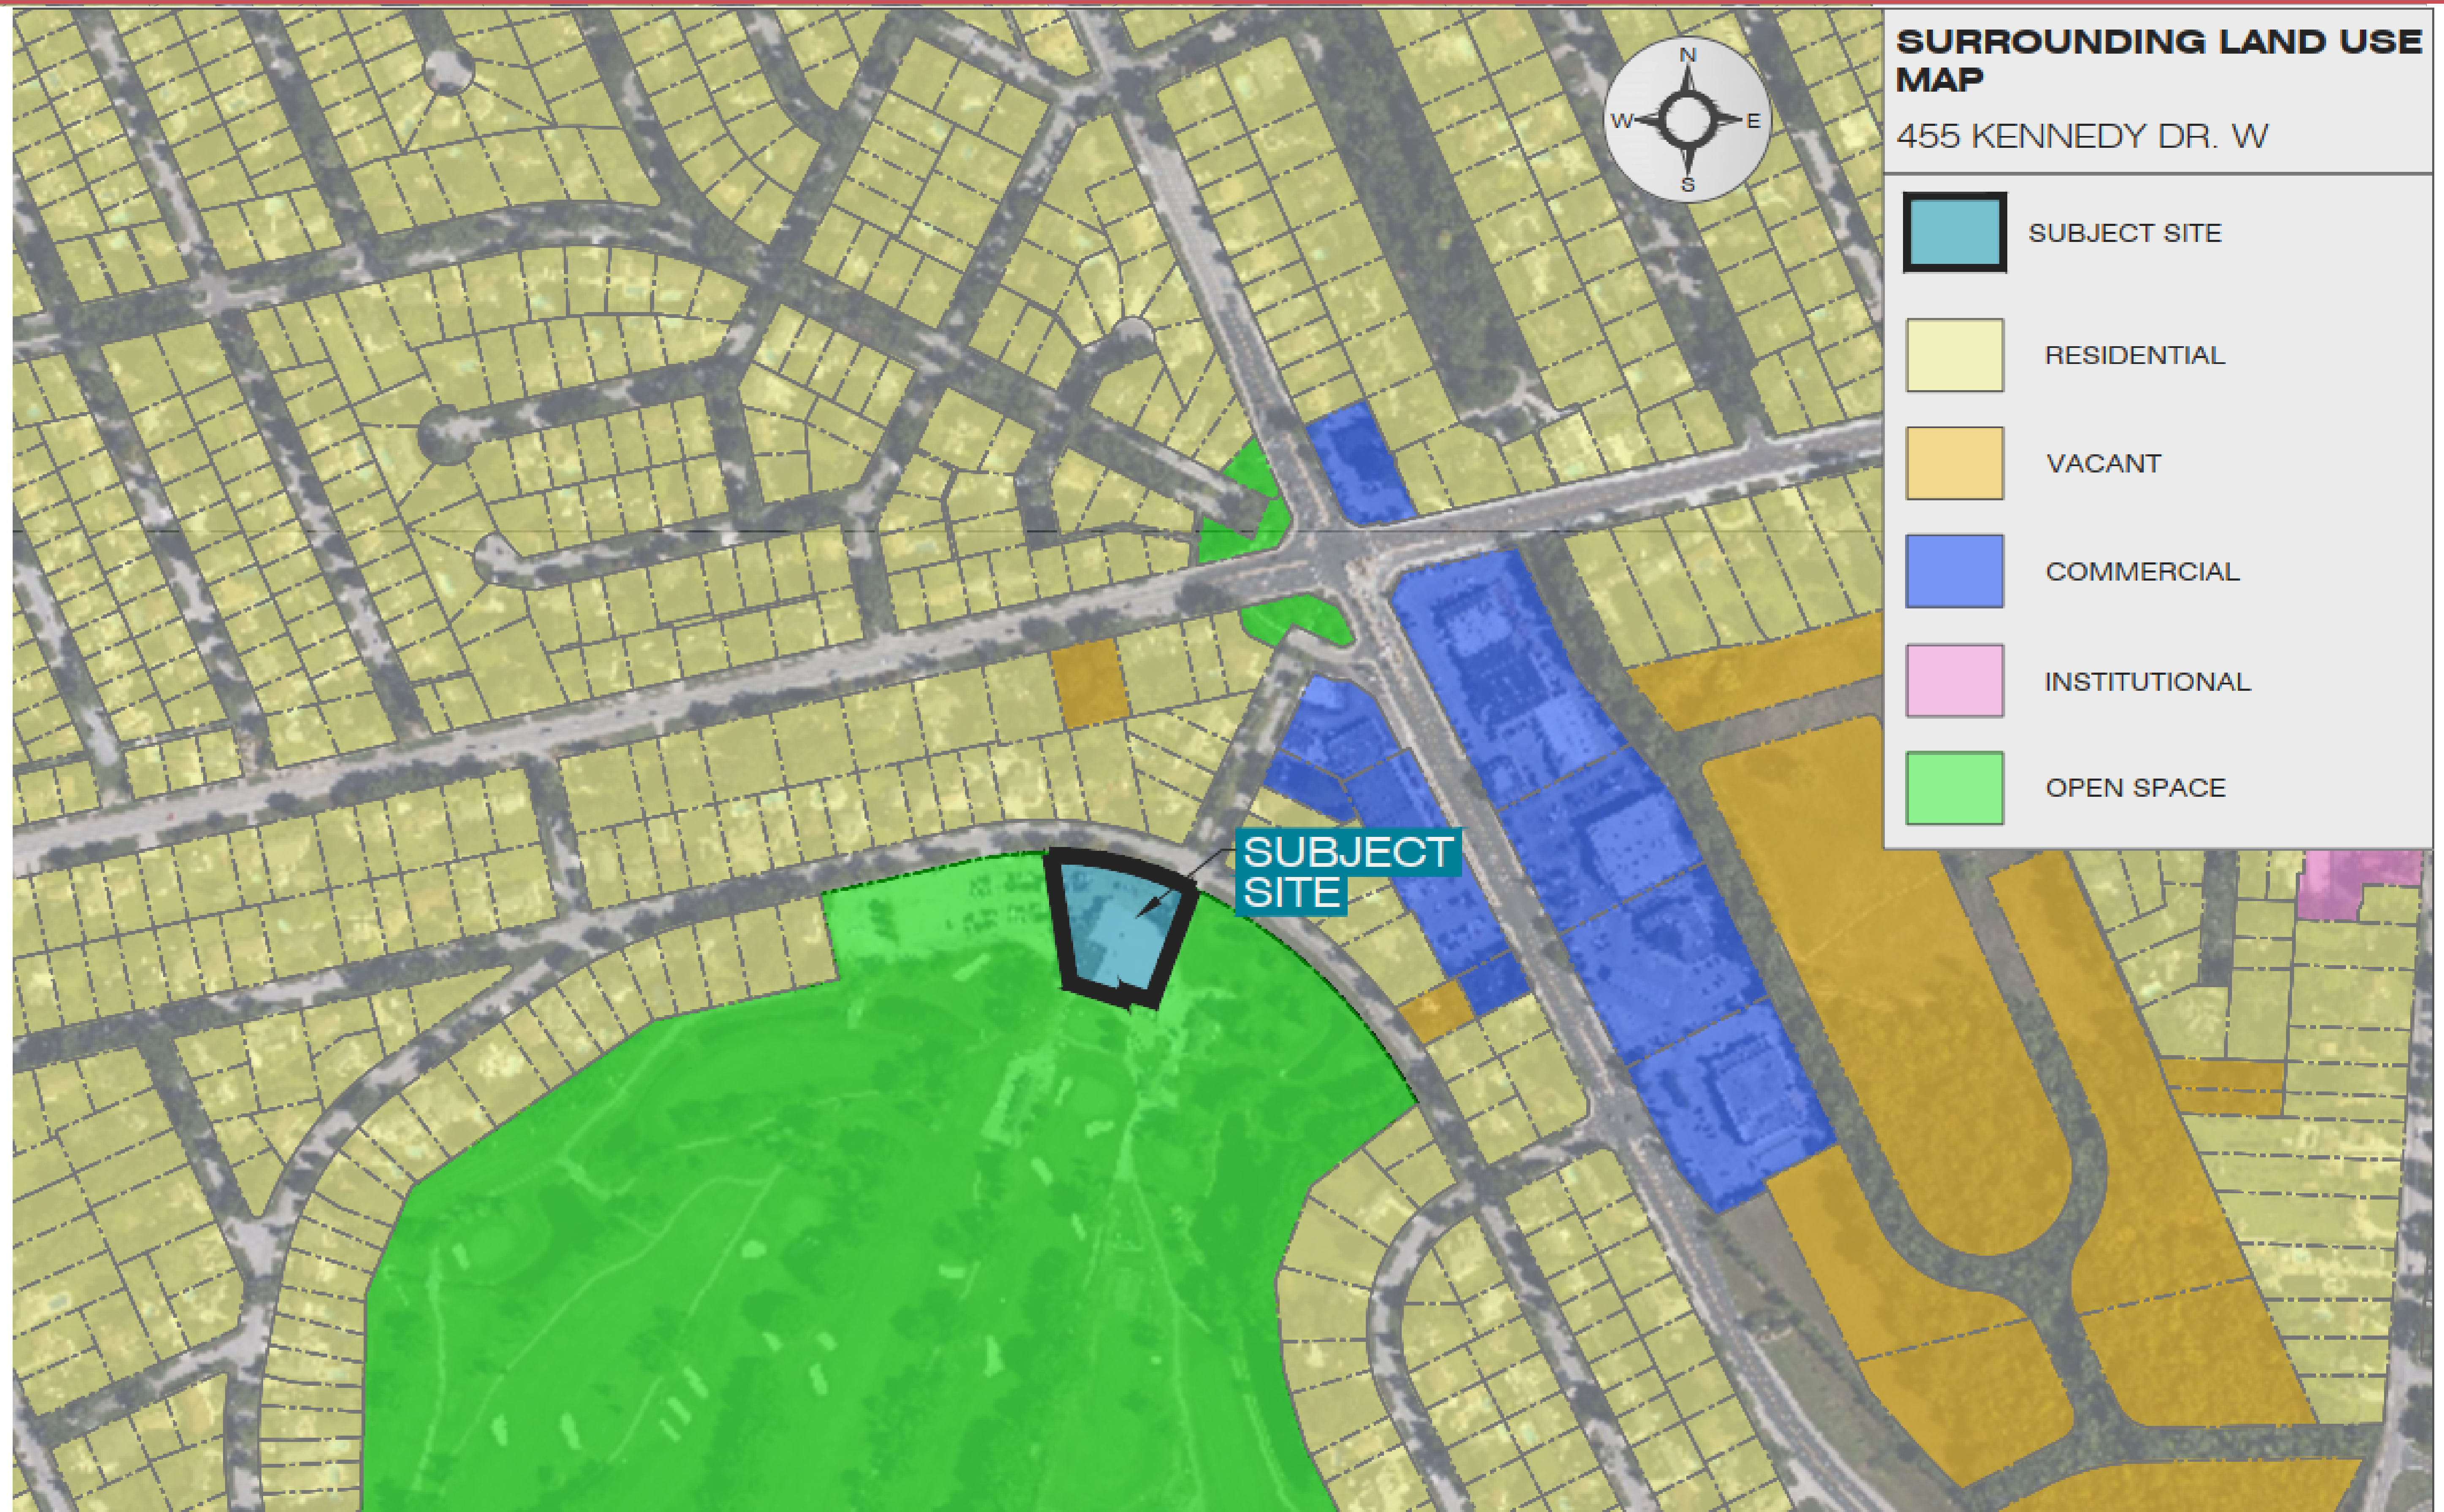 SURROUNDING LAND USE
MAP
455 KENNEDY DR. W
N
W
E
S
SUBJECT SITE
RESIDENTIAL
VACANT
COMMERCIAL
INSTITUTIONAL
OPEN SPACE
SUBJECT
SITE